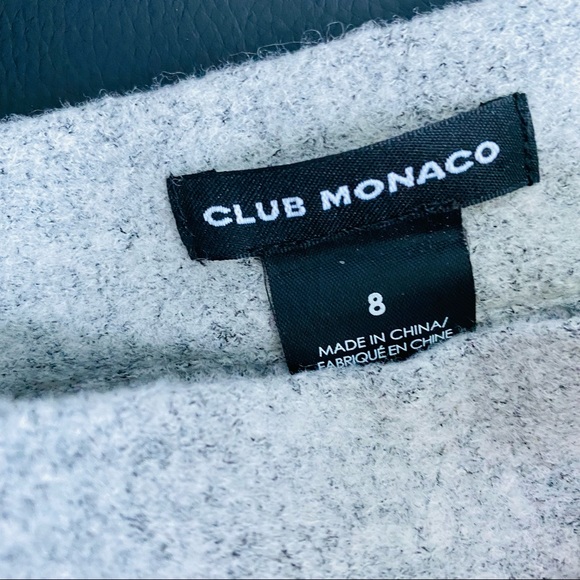 CLUB MONACO
8
MADE IN CHINA/
FABRIQUÉ EN CHINE